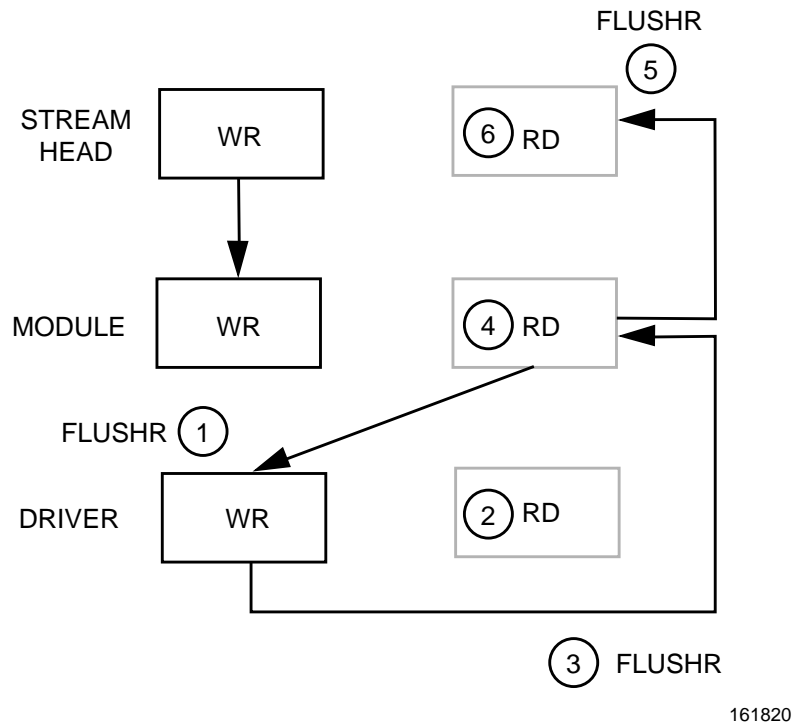 FLUSHR
5
STREAM
HEAD
WR
6 RD
MODULE
WR
4 RD
FLUSHR 1
DRIVER
WR
2 RD
3 FLUSHR
161820